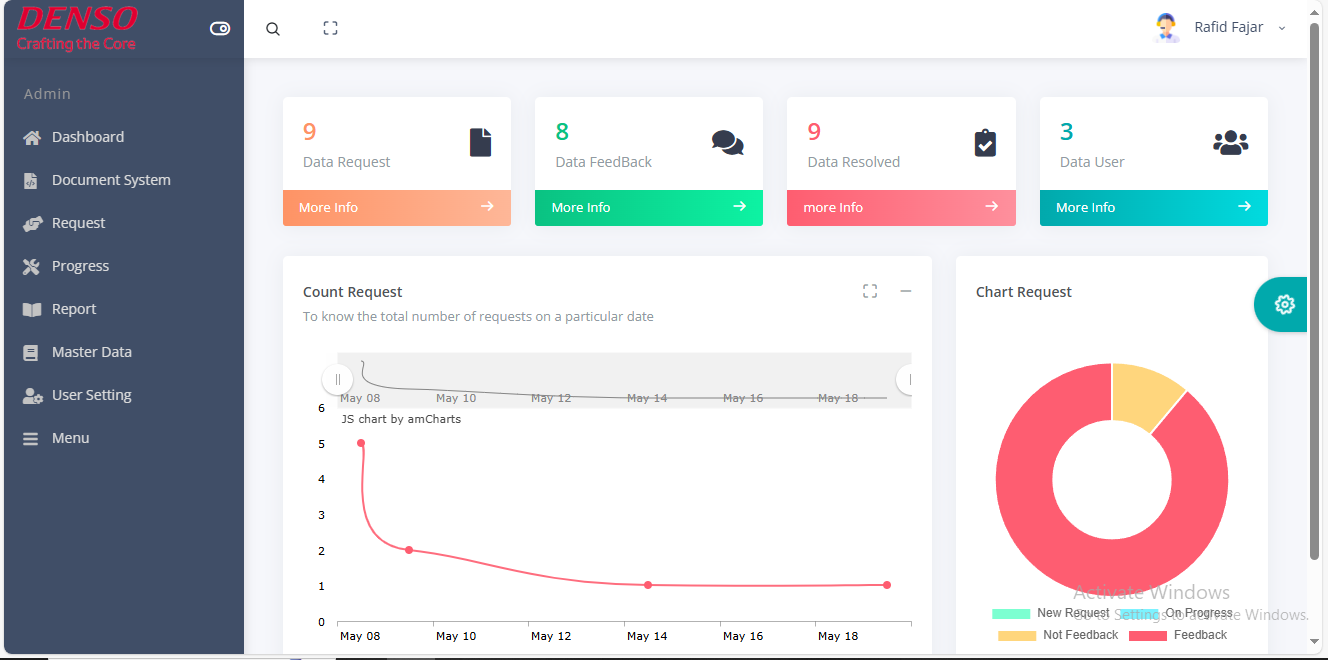 DENSO
Crafting the Core
Rafid Fajar
Admin
Dashboard
Document System
Request
Progress
Report
Master Data
User Setting
Menu
9
Data Request
More Info
8
Data FeedBack
More Info
9
Data Resolved
more Info
3
Data User
More Info
Count Request
To know the total number of requests on a particular date
May 08 May 10 May 12 May 14 May 16 May 18
JS chart by amCharts
6
5
4
3
2
1
0
May 08 May 10 May 12 May 14 May 16 May 18
Chart Request
Activate Windows
Go to Settings to activate Windows.
New Request On Progress
Not Feedback Feedback